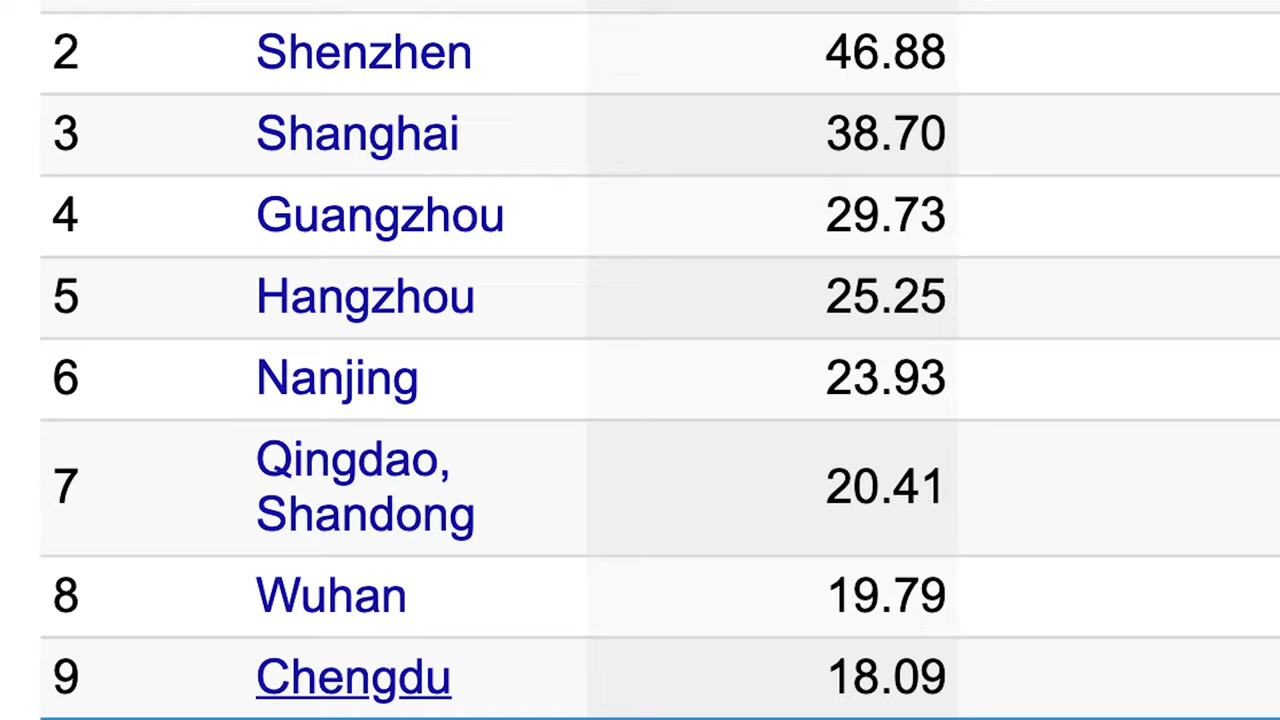 2 Shenzhen 46.88
3 Shanghai 38.70
4 Guangzhou 29.73
5 Hangzhou 25.25
6 Nanjing 23.93
7 Qingdao,
Shandong 20.41
8 Wuhan 19.79
9 Chengdu 18.09